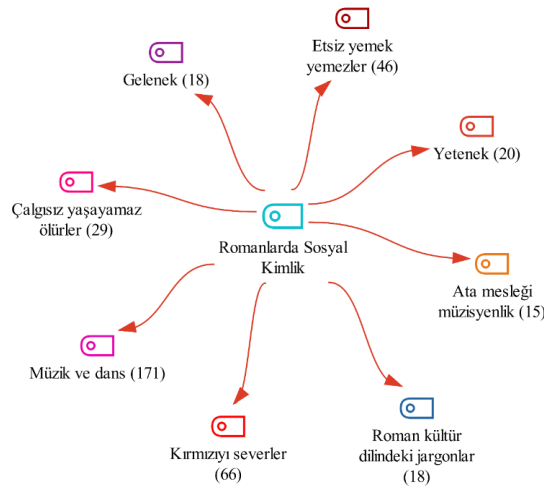 Etsiz yemek
yemezler (46)
Gelenek (18)
Yetenek (20)
Çalgısız yaşayamaz
ölürler (29)
Romanlarda Sosyal
Kimlik
Ata mesleği
müzisyenlik (15)
Müzik ve dans (171)
Kırmızıyı severler
(66)
Roman kültür
dilindeki jargonlar
(18)